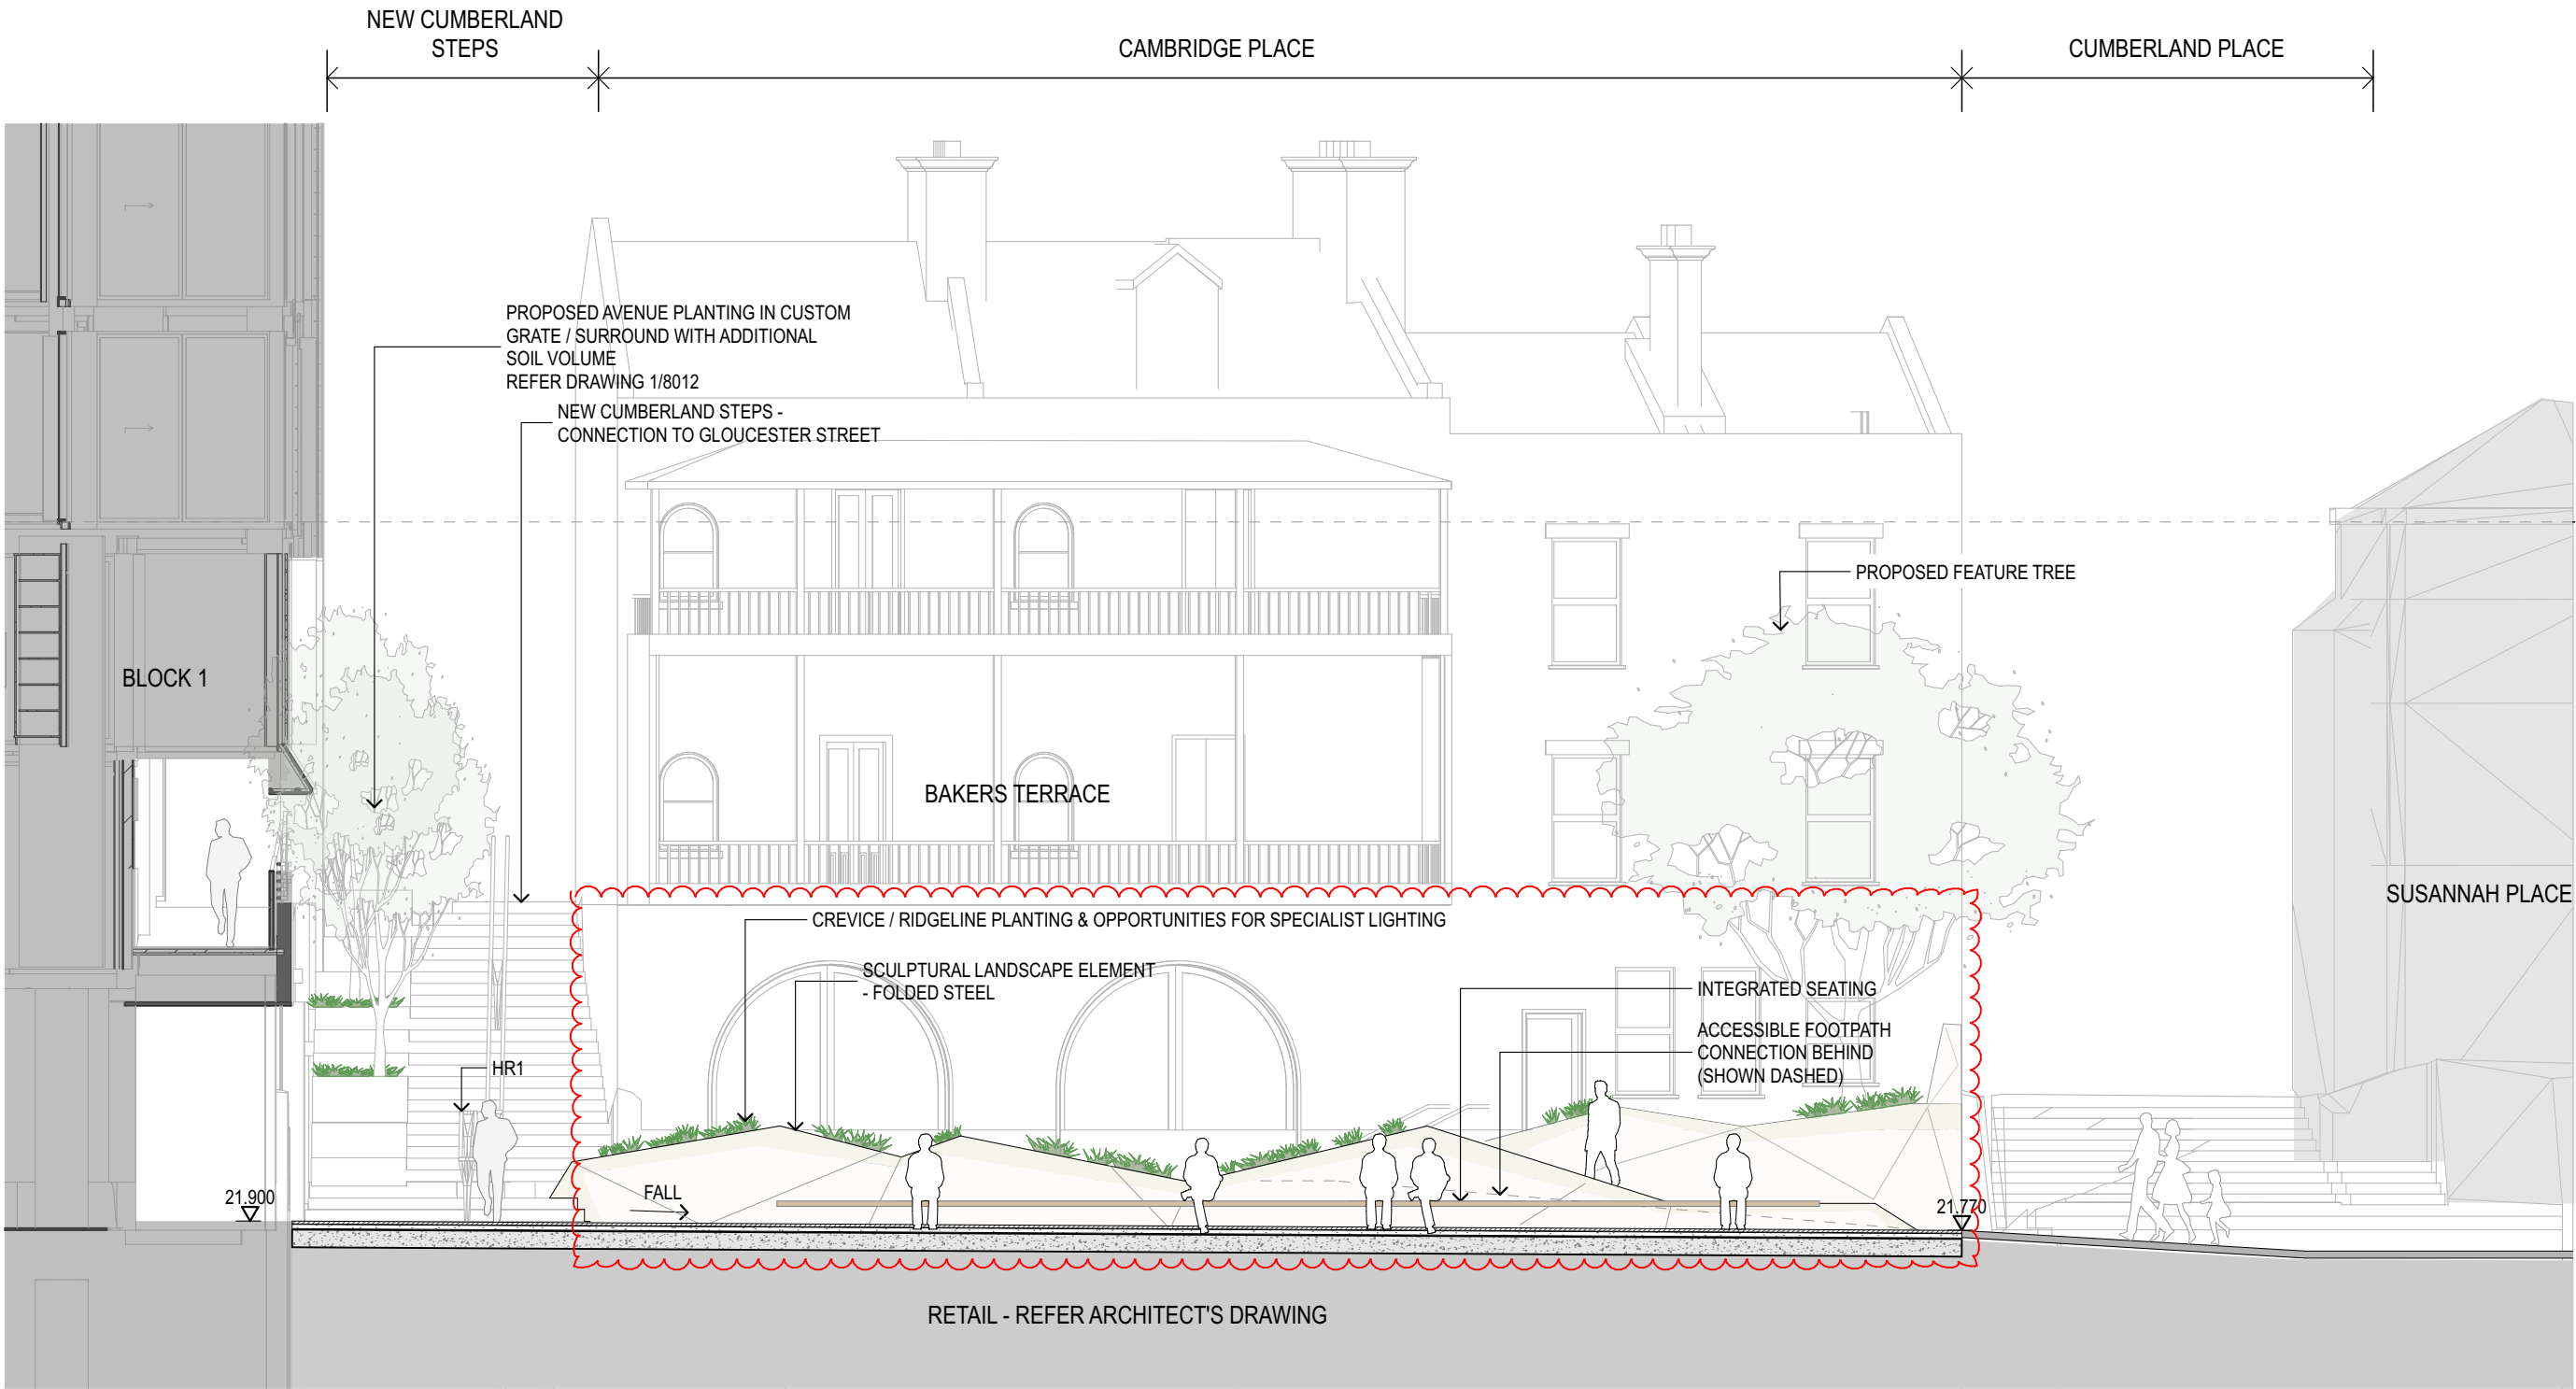 NEW CUMBERLAND
STEPS
CAMBRIDGE PLACE
CUMBERLAND PLACE
PROPOSED AVENUE PLANTING IN CUSTOM
GRATE / SURROUND WITH ADDITIONAL
SOIL VOLUME
REFER DRAWING 1/8012
NEW CUMBERLAND STEPS -
CONNECTION TO GLOUCESTER STREET
PROPOSED FEATURE TREE
BLOCK 1
BAKERS TERRACE
SUSANNAH PLACE
CREVICE / RIDGELINE PLANTING & OPPORTUNITIES FOR SPECIALIST LIGHTING
SCULPTURAL LANDSCAPE ELEMENT
- FOLDED STEEL
INTEGRATED SEATING
ACCESSIBLE FOOTPATH
CONNECTION BEHIND
(SHOWN DASHED)
HR1
21.900
FALL
21.770
RETAIL - REFER ARCHITECT'S DRAWING